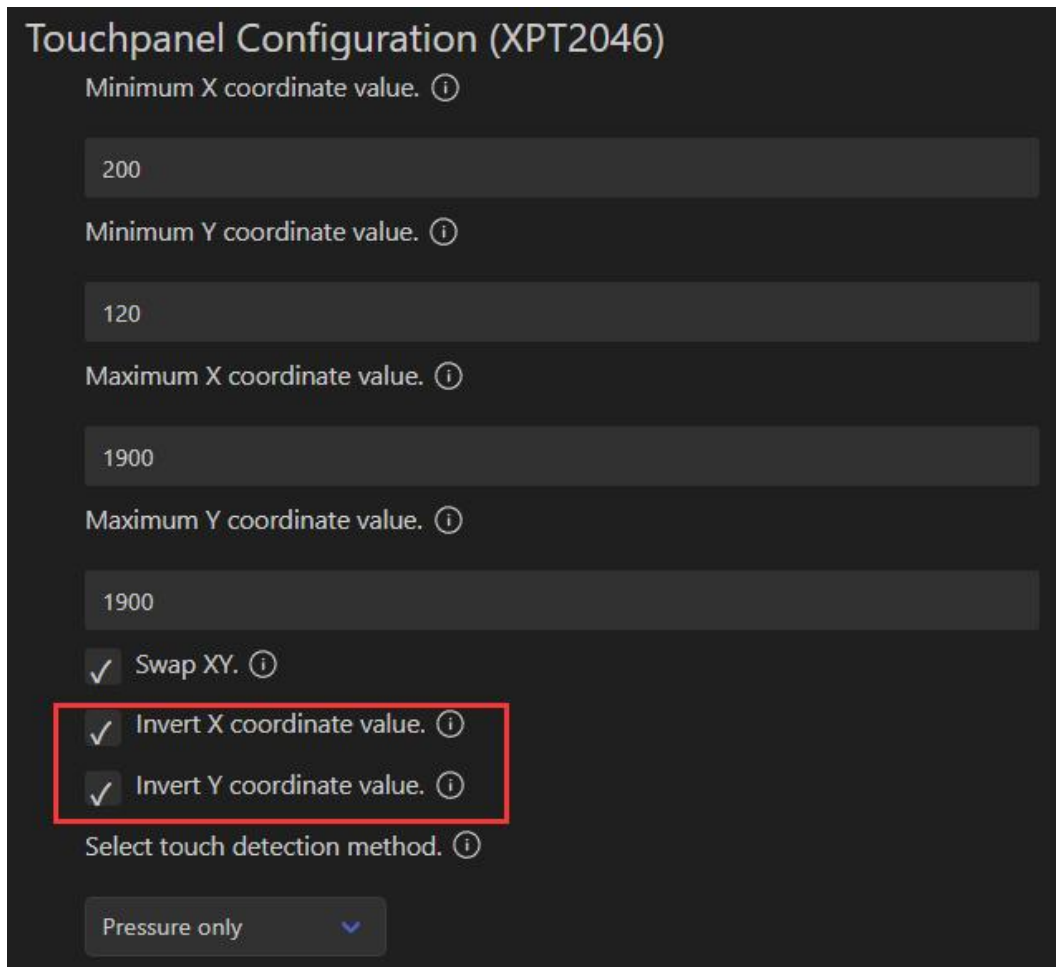 Touchpanel Configuration (XPT2046)
Minimum X coordinate value.
200
Minimum Y coordinate value.
120
Maximum X coordinate value.
1900
Maximum Y coordinate value.
1900
Swap XY.
Invert X coordinate value.
Invert Y coordinate value.
Select touch detection method.
Pressure only